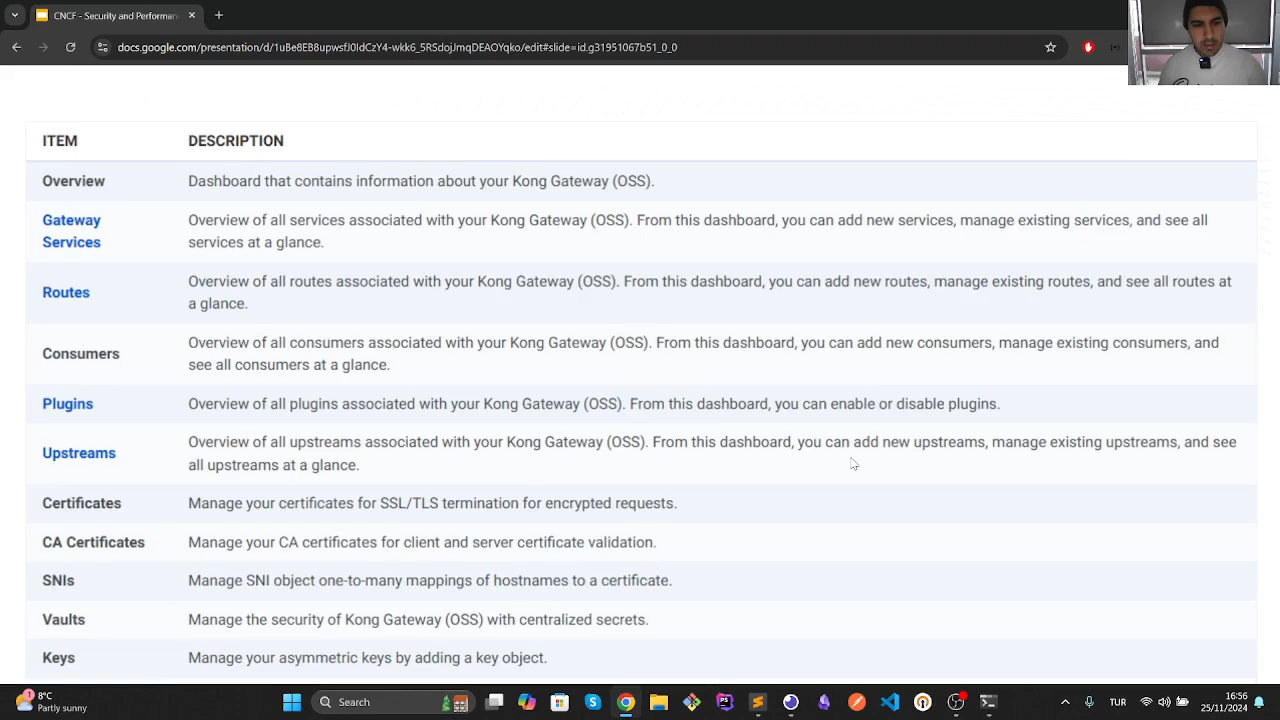 CNCF - Security and Performan
docs.google.com/presentation/d/1uBe8EB8upwsfJ0ldCzY4-wkk6_5RSdojJmqDEAOYqko/edit#slide=id.g31951067b51_0_0
ITEM DESCRIPTION
Overview Dashboard that contains information about your Kong Gateway (OSS).
Gateway Overview of all services associated with your Kong Gateway (OSS). From this dashboard, you can add new services, manage existing services, and see all
Services services at a glance.
Routes Overview of all routes associated with your Kong Gateway (OSS). From this dashboard, you can add new routes, manage existing routes, and see all routes at
a glance.
Consumers Overview of all consumers associated with your Kong Gateway (OSS). From this dashboard, you can add new consumers, manage existing consumers, and
see all consumers at a glance.
Plugins Overview of all plugins associated with your Kong Gateway (OSS). From this dashboard, you can enable or disable plugins.
Upstreams Overview of all upstreams associated with your Kong Gateway (OSS). From this dashboard, you can add new upstreams, manage existing upstreams, and see
all upstreams at a glance.
Certificates Manage your certificates for SSL/TLS termination for encrypted requests.
CA Certificates Manage your CA certificates for client and server certificate validation.
SNIs Manage SNI object one-to-many mappings of hostnames to a certificate.
Vaults Manage the security of Kong Gateway (OSS) with centralized secrets.
Keys Manage your asymmetric keys by adding a key object.
8°C
Partly sunny
Search
TUR
16:56
25/11/2024